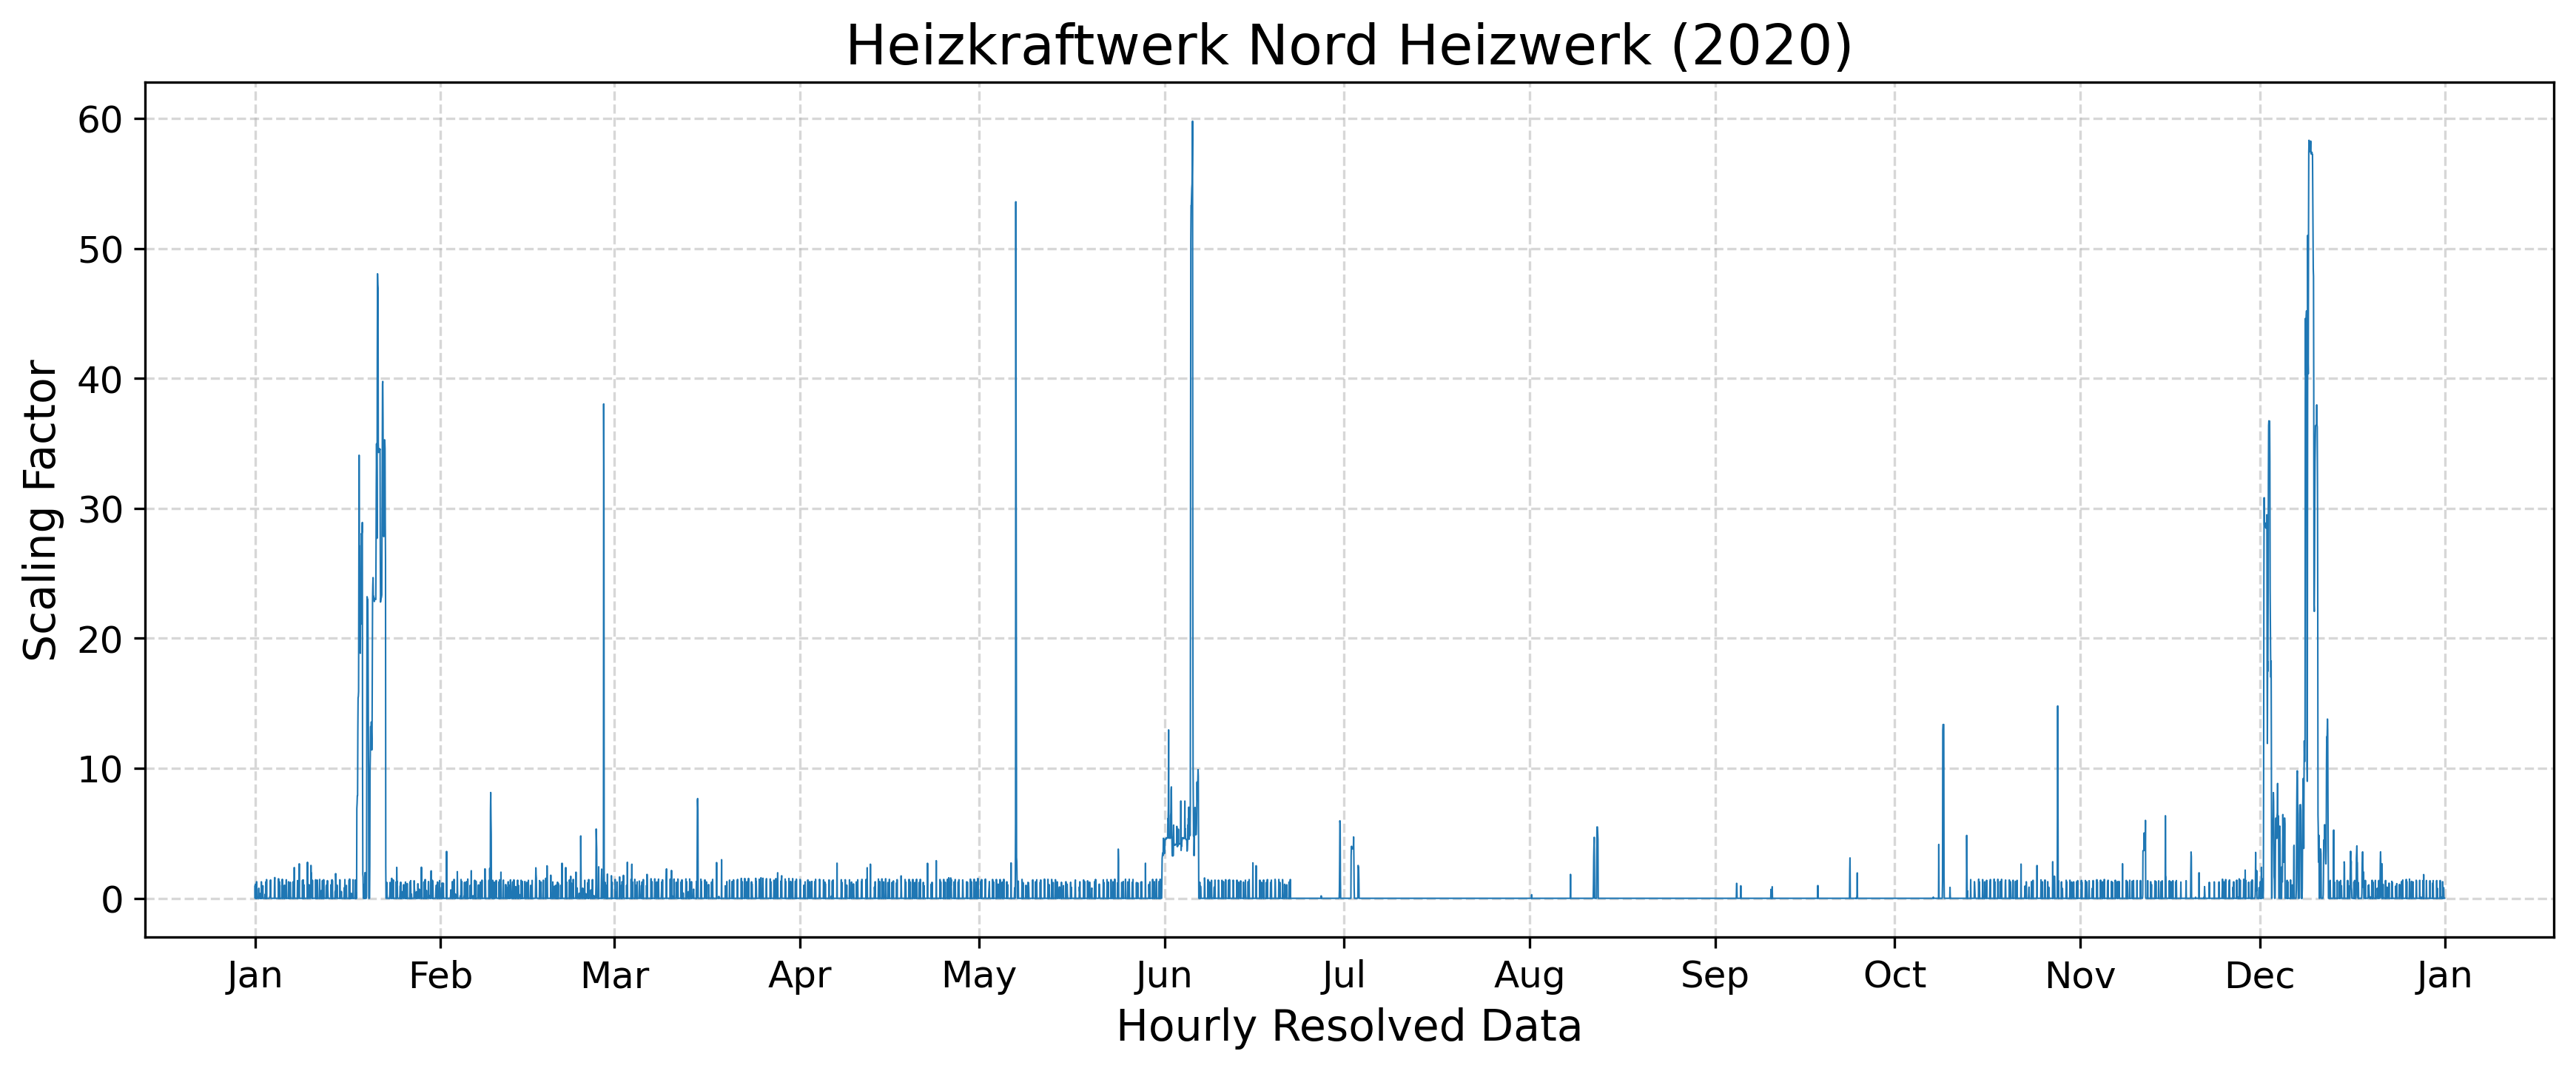 Heizkraftwerk Nord Heizwerk (2020)
Scaling Factor
60
50
40
30
20
10
0
Jan Feb Mar Apr May Jun Jul Aug Sep Oct Nov Dec Jan
Hourly Resolved Data